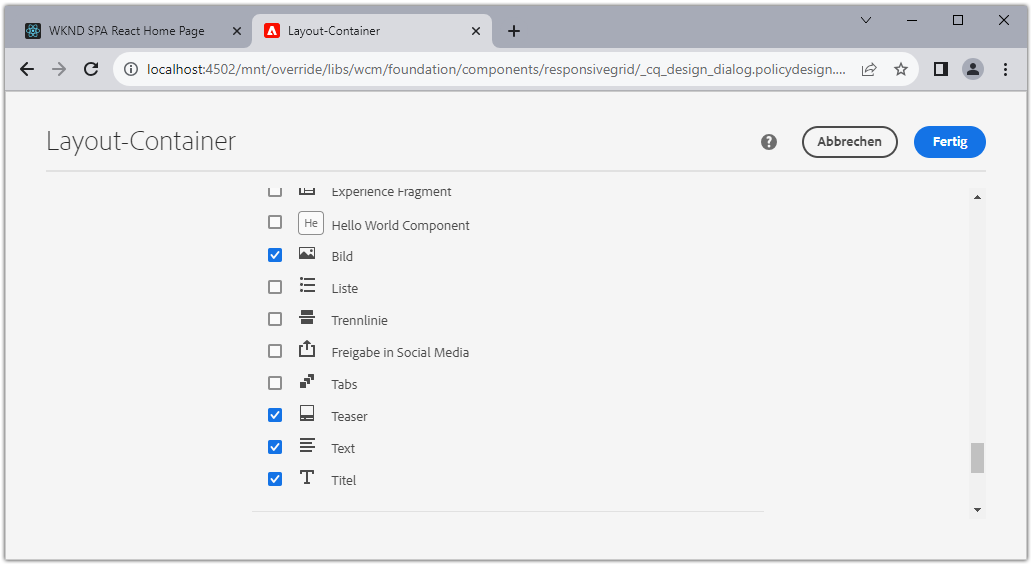 WKND SPA React Home Page
Layout-Container
localhost:4502/mnt/override/libs/wcm/foundation/components/responsivegrid/_cq_design_dialog.policydesign....
Layout-Container
?
Abbrechen
Fertig
Experience Fragment
He Hello World Component
Bild
Liste
Trennlinie
Freigabe in Social Media
Tabs
Teaser
Text
Titel